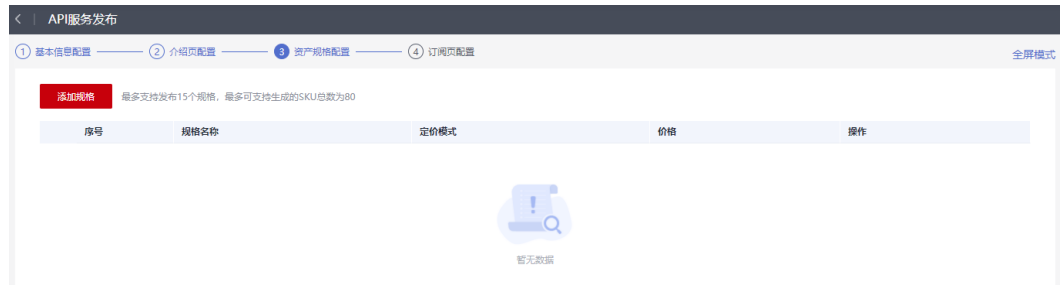 API服务发布
1 基本信息配置 2 介绍页配置 3 资产规格配置 4 订阅页配置
全屏模式
添加规格 最多支持发布15个规格，最多可支持生成的SKU总数为80
序号 规格名称 定价模式 价格 操作
暂无数据